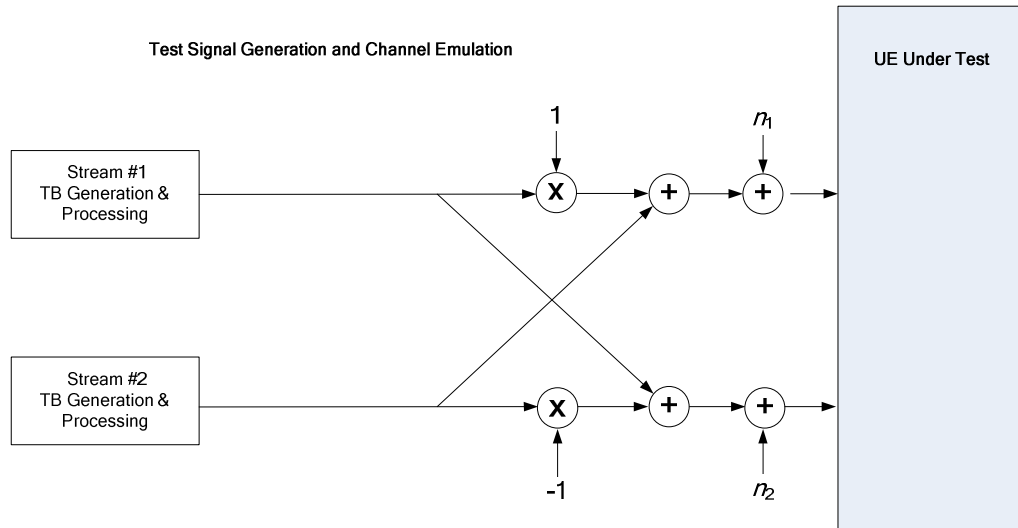 Test Signal Generation and Channel Emulation
UE Under Test
1
n1
Stream #1
TB Generation &
Processing
X
+
+
Stream #2
TB Generation &
Processing
X
+
+
-1
n2